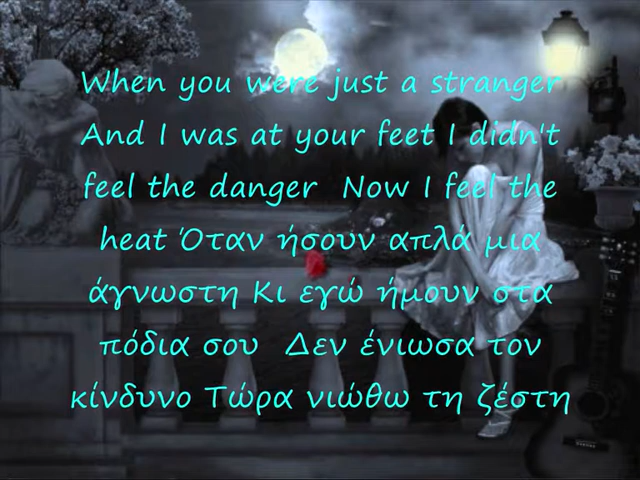 When you were just a stranger
And I was at your feet I didn't
feel the danger  Now I feel the
heat Όταν ήσουν απλά μια
άγνωστη Κι εγώ ήμουν στα
πόδια σου  Δεν ένιωσα τον
κίνδυνο Τώρα νιώθω τη ζέστη